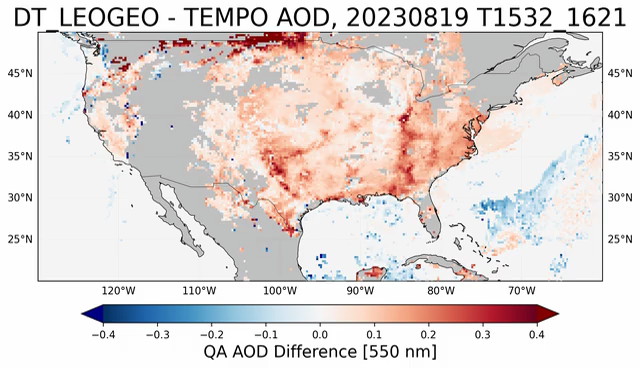 DT_LEOGEO - TEMPO AOD, 20230819 T1532_1621
45°N
40°N
35°N
30°N
25°N
45°N
40°N
35°N
30°N
25°N
120°W 110°W 100°W 90°W 80°W 70°W
−0.4 −0.3 −0.2 −0.1 0.0 0.1 0.2 0.3 0.4
QA AOD Difference [550 nm]